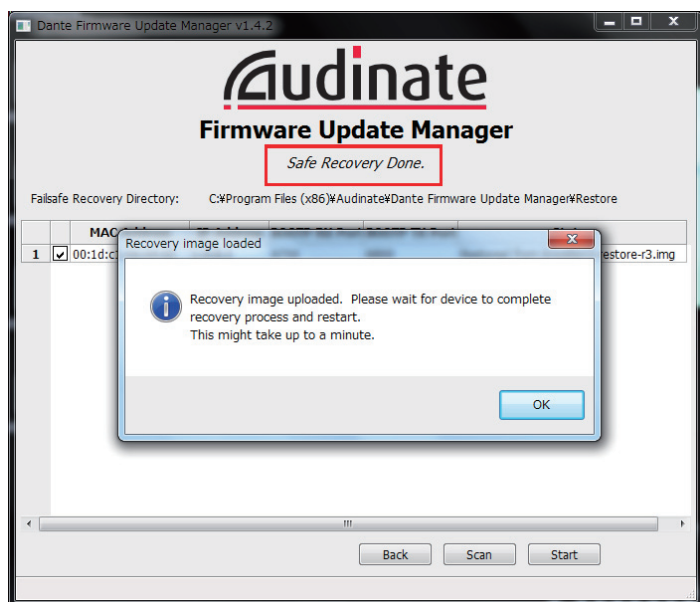 Dante Firmware Update Manager v1.4.2
Audinate
Firmware Update Manager
Safe Recovery Done.
Failsafe Recovery Directory: C:¥Program Files (x86)¥Audinate¥Dante Firmware Update Manager¥Restore
MAC
1 00:1d:c
estore-r3.img
Recovery image loaded
Recovery image uploaded. Please wait for device to complete
recovery process and restart.
This might take up to a minute.
OK
Back Scan Start